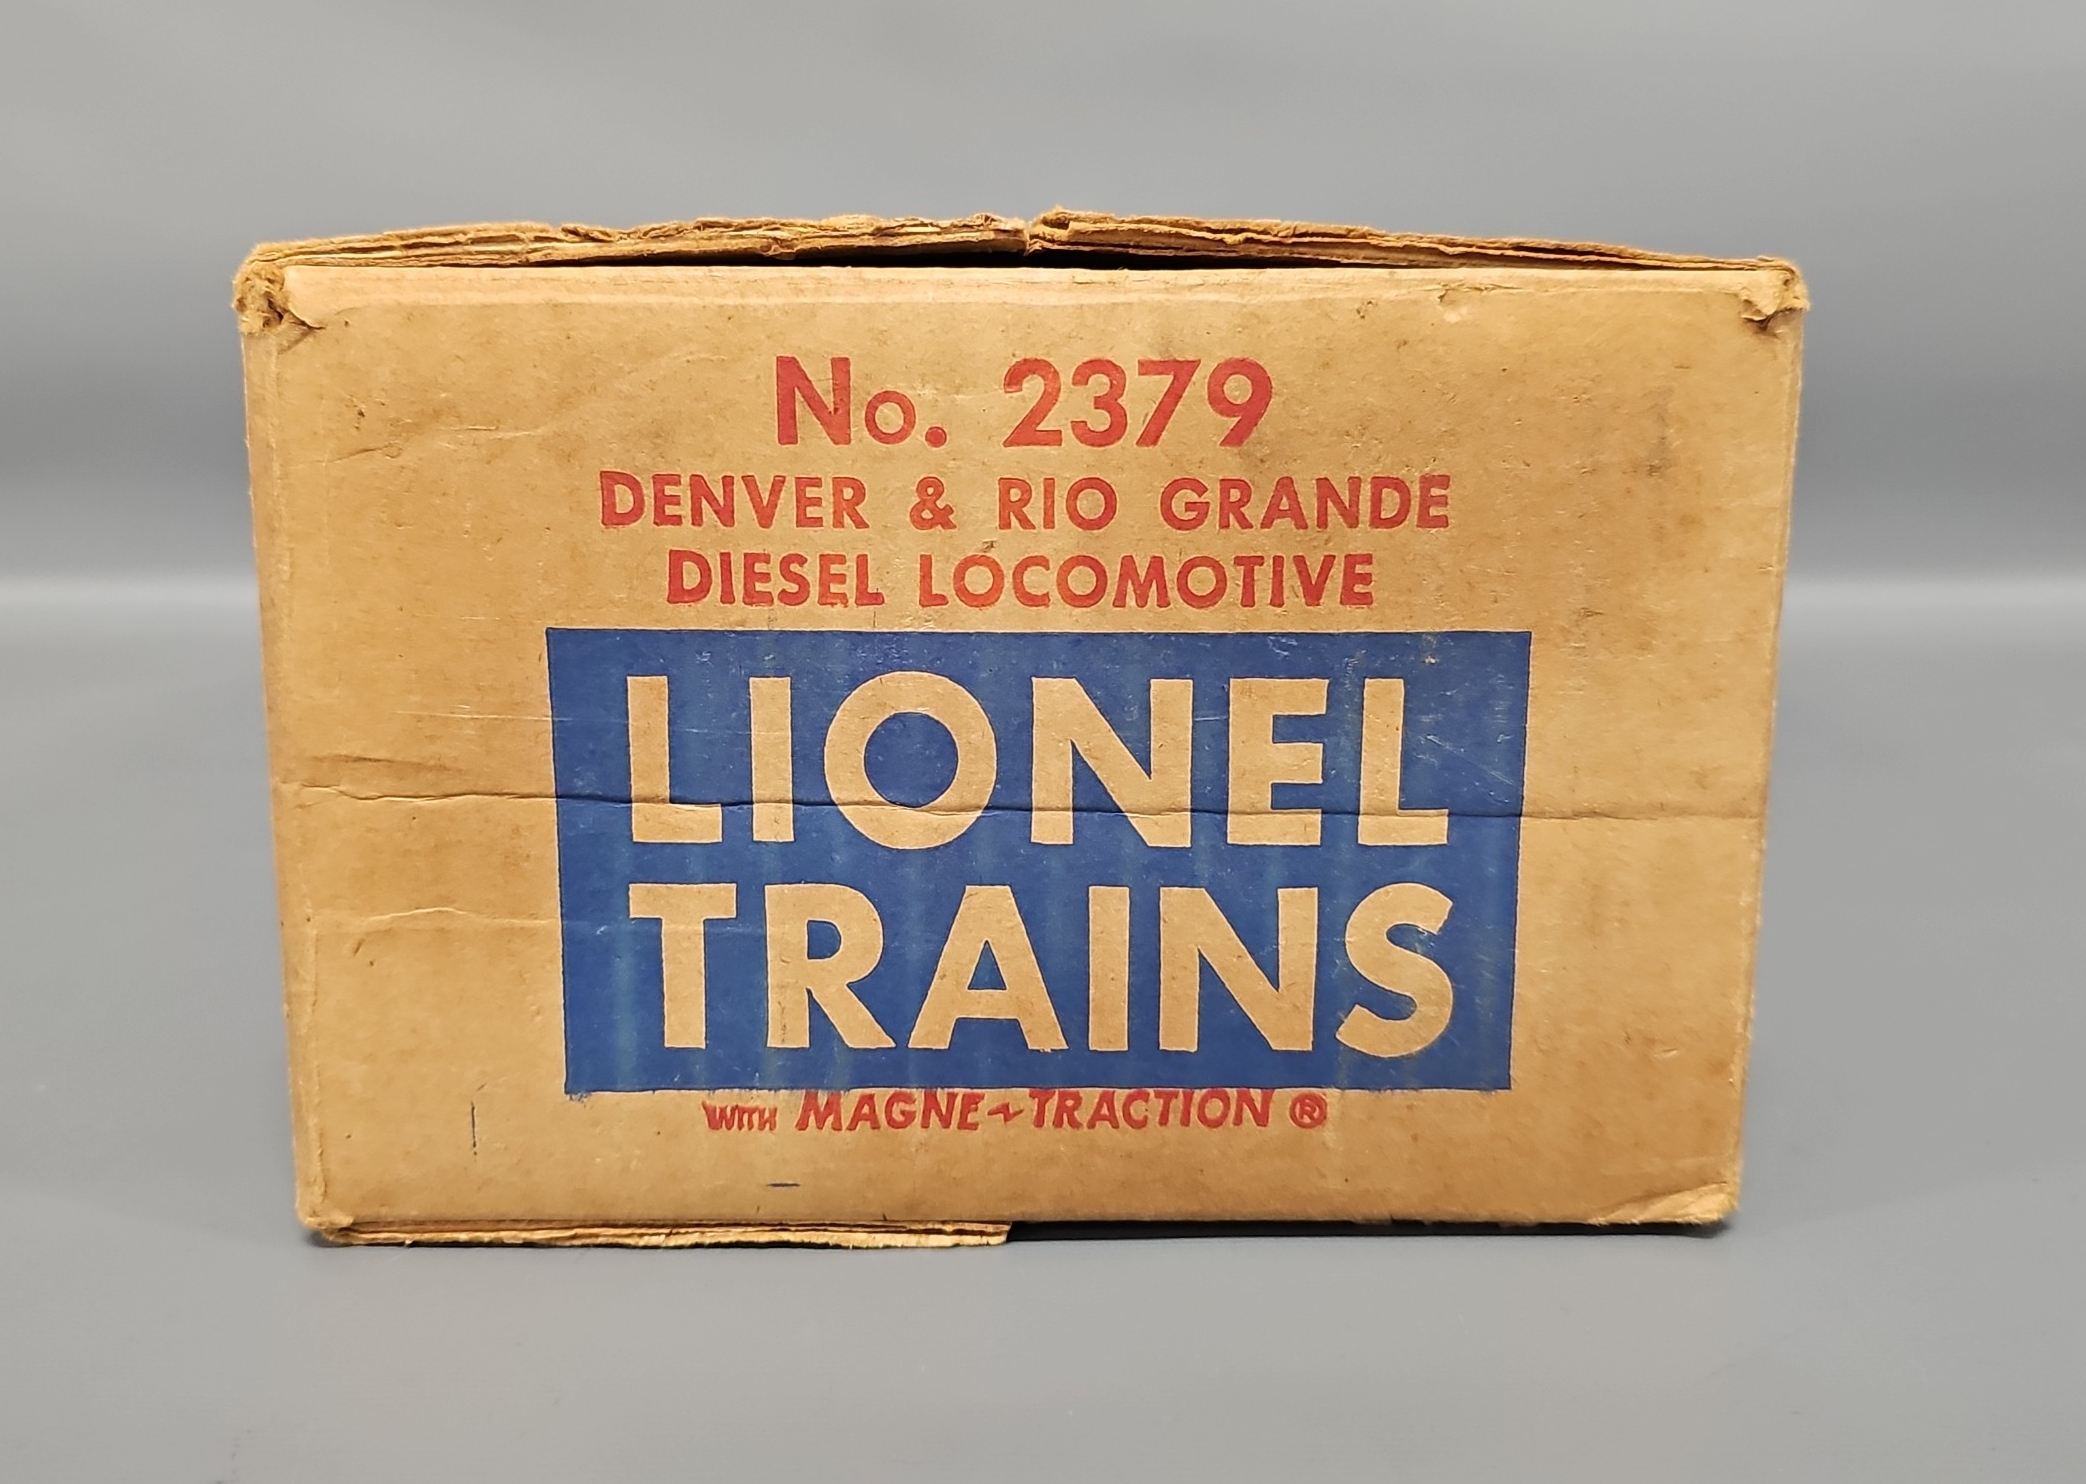 No. 2379
DENVER & RIO GRANDE
DIESEL LOCOMOTIVE
LIONEL
TRAINS
WITH MAGNE-TRACTION ®